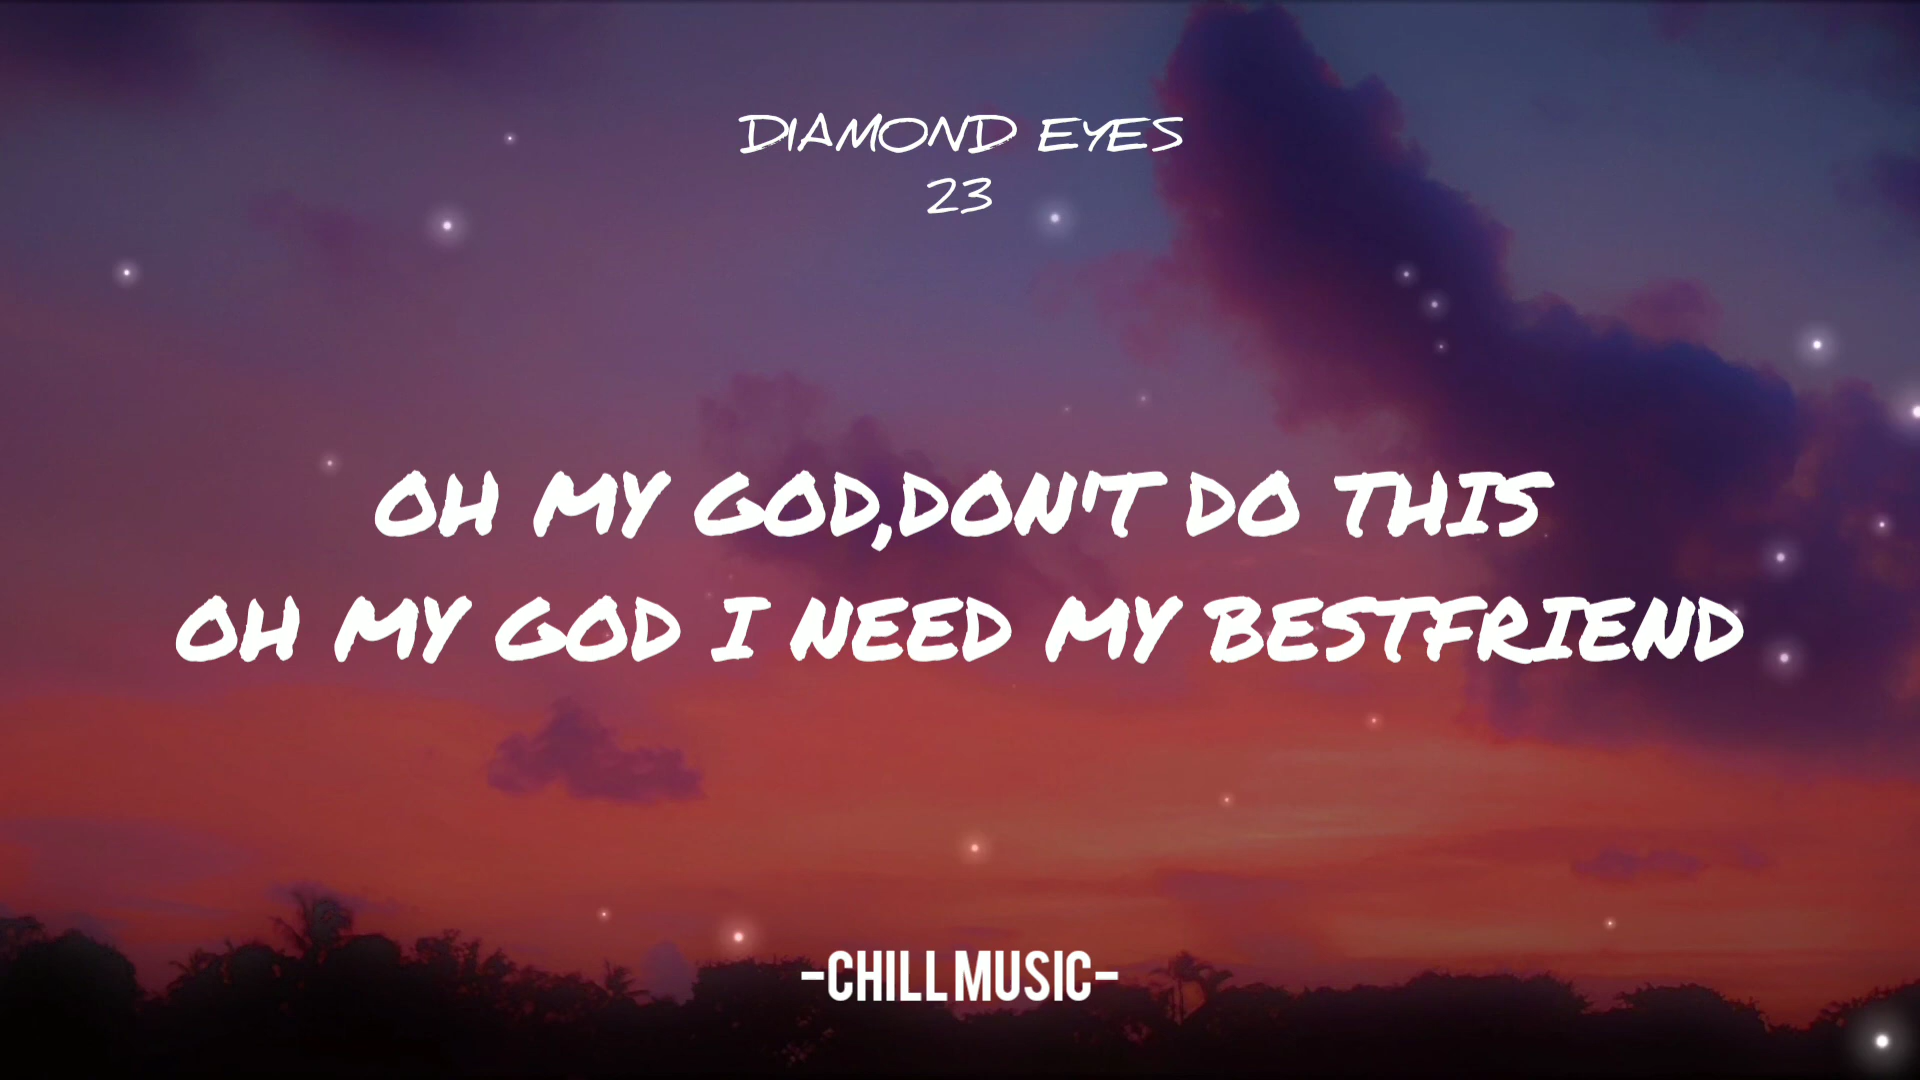 DIAMOND EYES
23
OH MY GOD,DON'T DO THIS
OH MY GOD I NEED MY BESTFRIEND
-CHILL MUSIC-